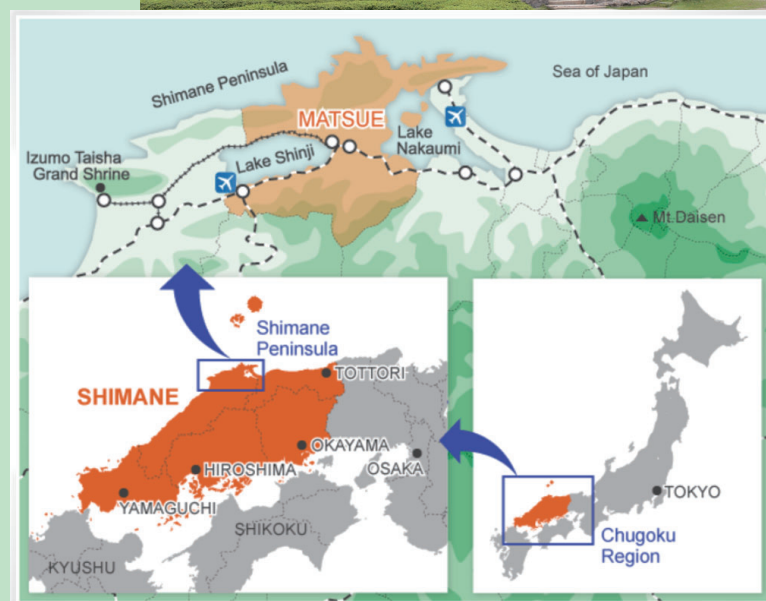 Shimane Peninsula
Sea of Japan
MATSUE
Lake
Nakaumi
Lake Shinji
Izumo Taisha
Grand Shrine
Mt.Daisen
Shimane
Peninsula
TOTTORI
SHIMANE
OKAYAMA
HIROSHIMA
OSAKA
YAMAGUCHI
SHIKOKU
KYUSHU
TOKYO
Chugoku
Region